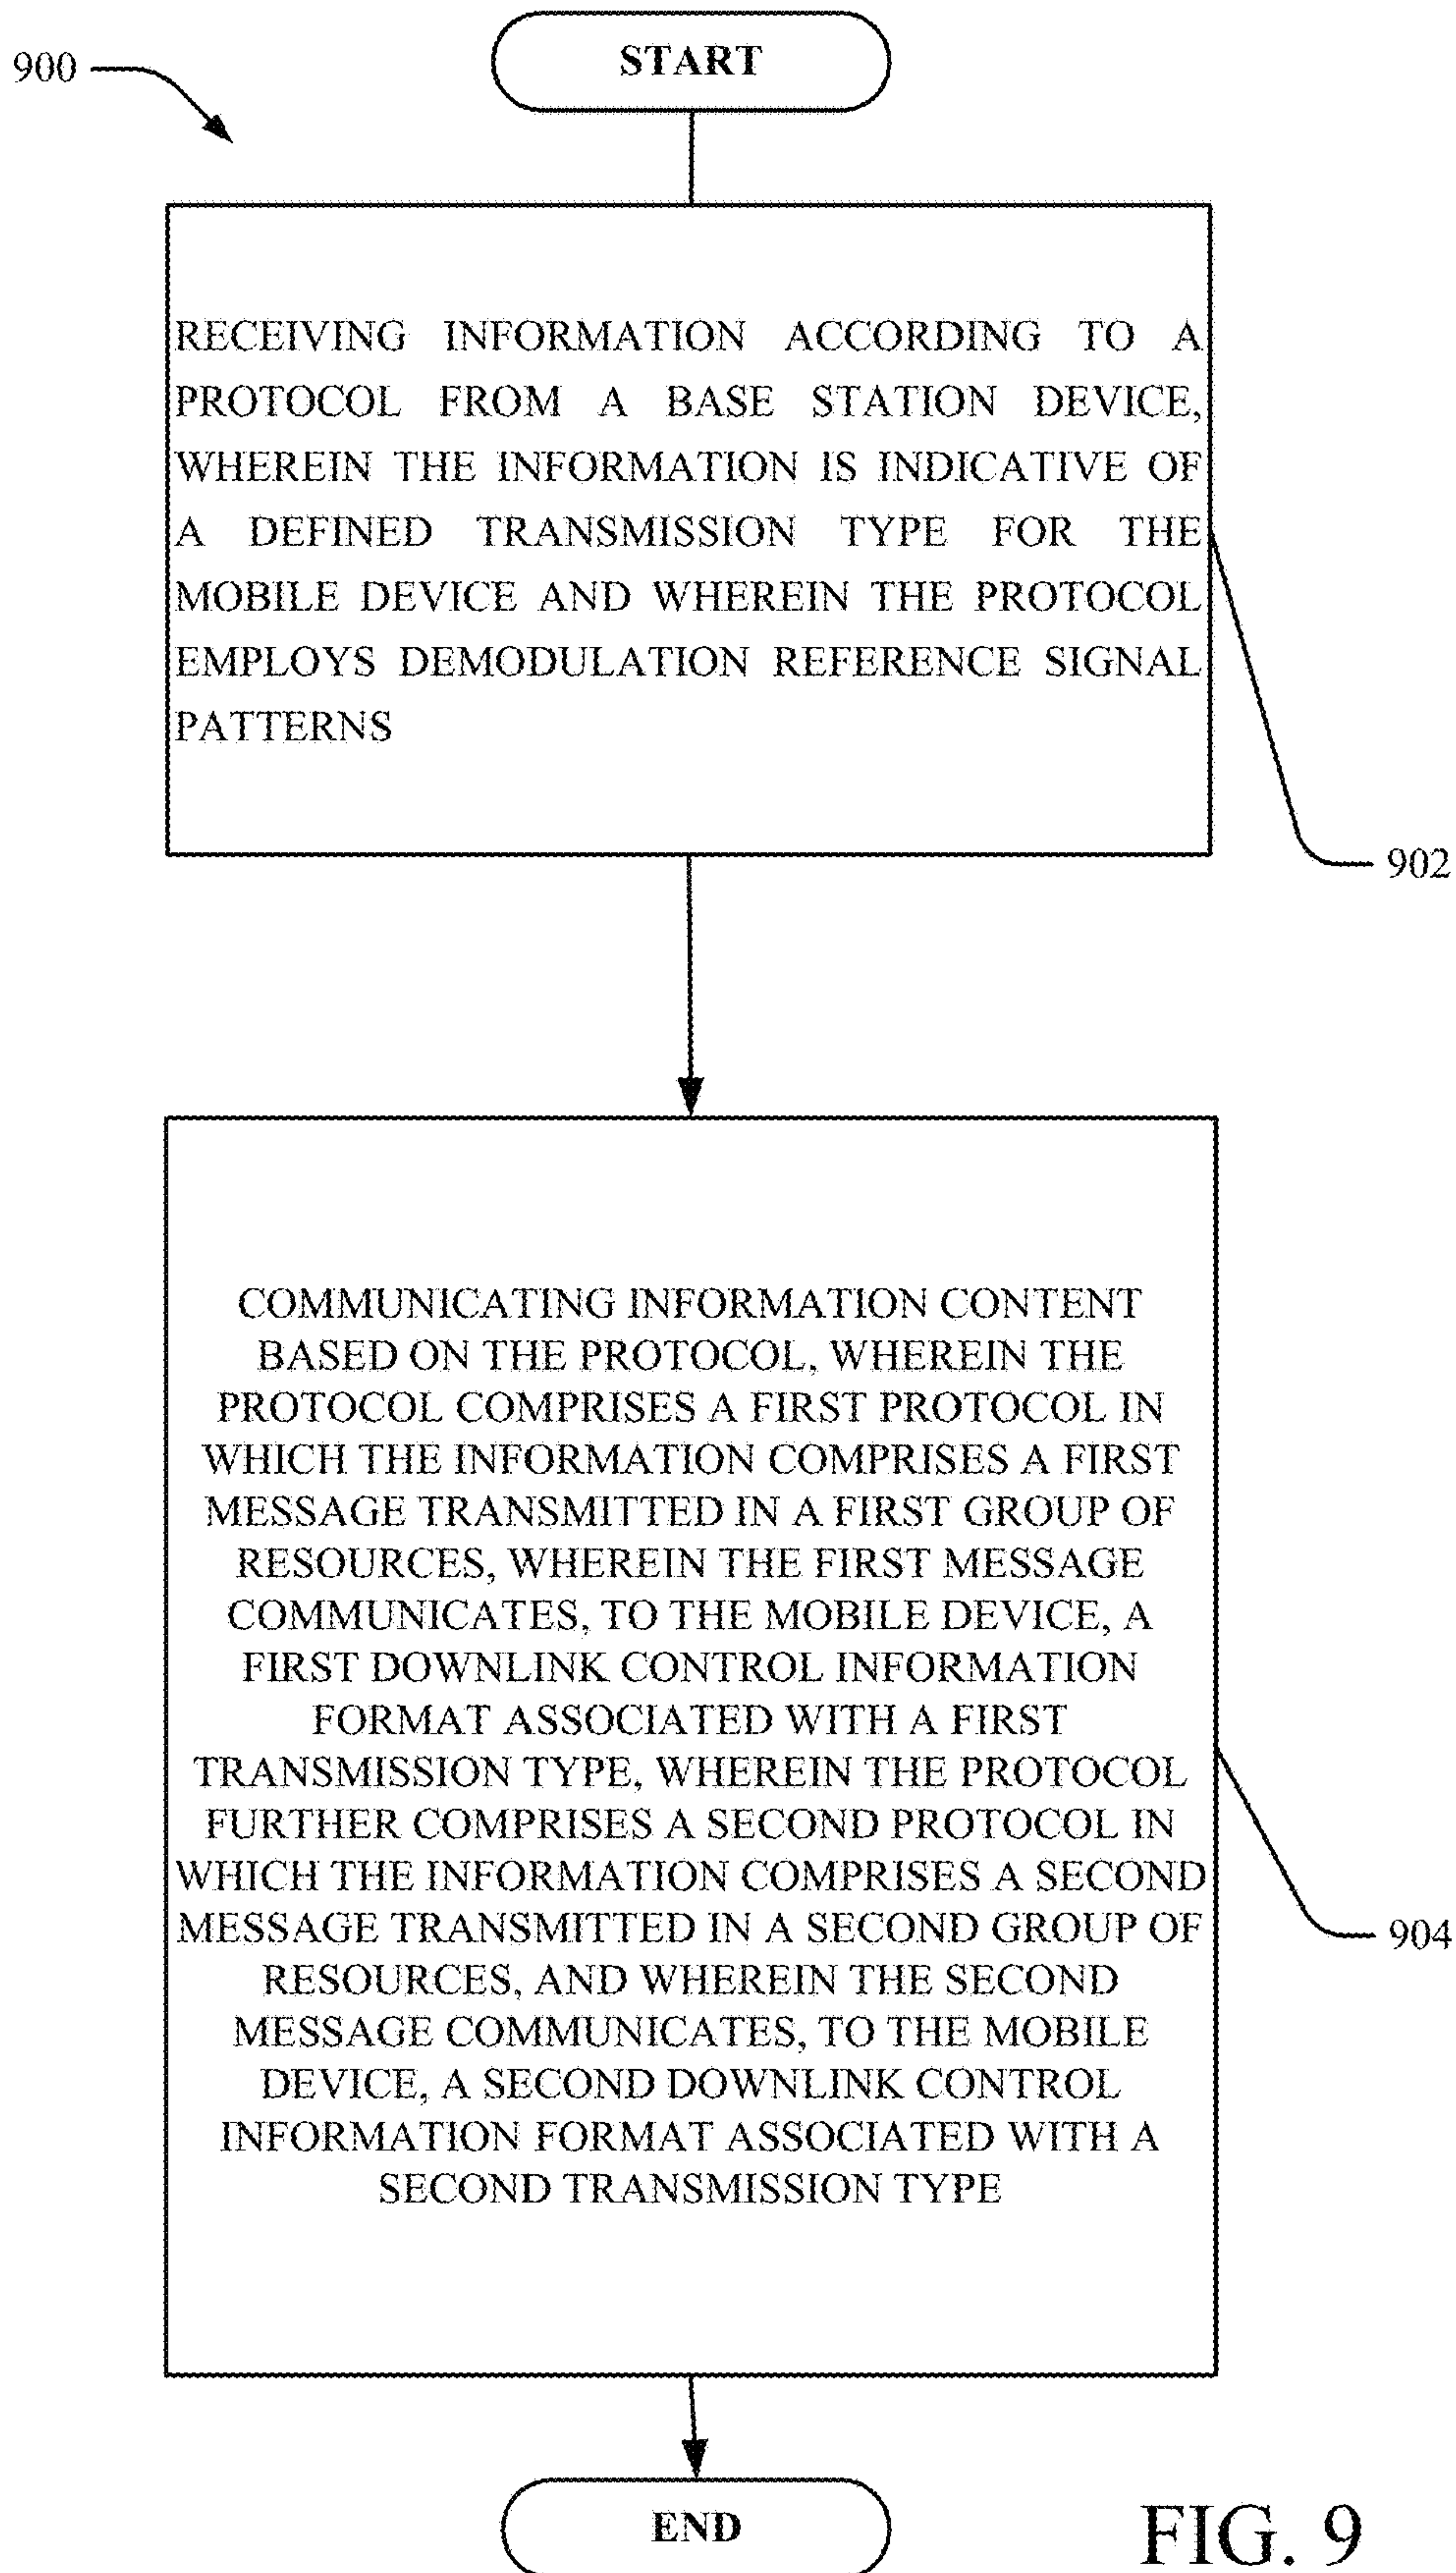 START
900
RECEIVING INFORMATION ACCORDING TO A
PROTOCOL FROM A BASE STATION DEVICE,
WHEREIN THE INFORMATION IS INDICATIVE OF
A DEFINED TRANSMISSION TYPE FOR THE
MOBILE DEVICE AND WHEREIN THE PROTOCOL
EMPLOYS DEMODULATION REFERENCE SIGNAL
PATTERNS
902
COMMUNICATING INFORMATION CONTENT
BASED ON THE PROTOCOL, WHEREIN THE
PROTOCOL COMPRISES A FIRST PROTOCOL IN
WHICH THE INFORMATION COMPRISES A FIRST
MESSAGE TRANSMITTED IN A FIRST GROUP OF
RESOURCES, WHEREIN THE FIRST MESSAGE
COMMUNICATES, TO THE MOBILE DEVICE, A
FIRST DOWNLINK CONTROL INFORMATION
FORMAT ASSOCIATED WITH A FIRST
TRANSMISSION TYPE, WHEREIN THE PROTOCOL
FURTHER COMPRISES A SECOND PROTOCOL IN
WHICH THE INFORMATION COMPRISES A SECOND
MESSAGE TRANSMITTED IN A SECOND GROUP OF
RESOURCES, AND WHEREIN THE SECOND
MESSAGE COMMUNICATES, TO THE MOBILE
DEVICE, A SECOND DOWNLINK CONTROL
INFORMATION FORMAT ASSOCIATED WITH A
SECOND TRANSMISSION TYPE
904
END
FIG. 9